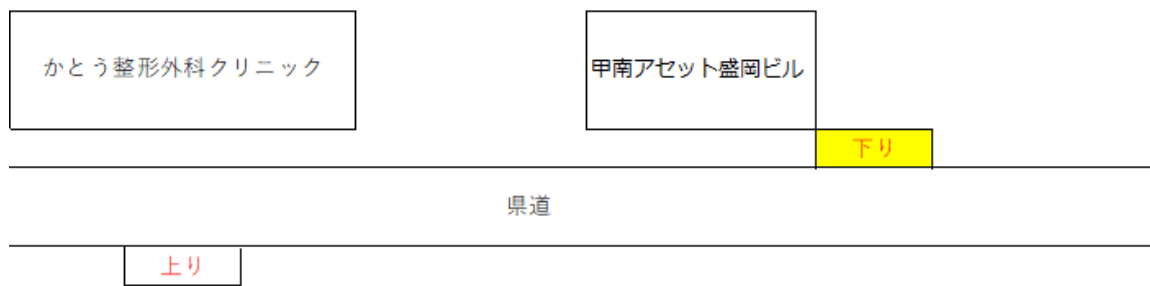 かとう整形外科クリニック
甲南アセット盛岡ビル
下り
県道
上り